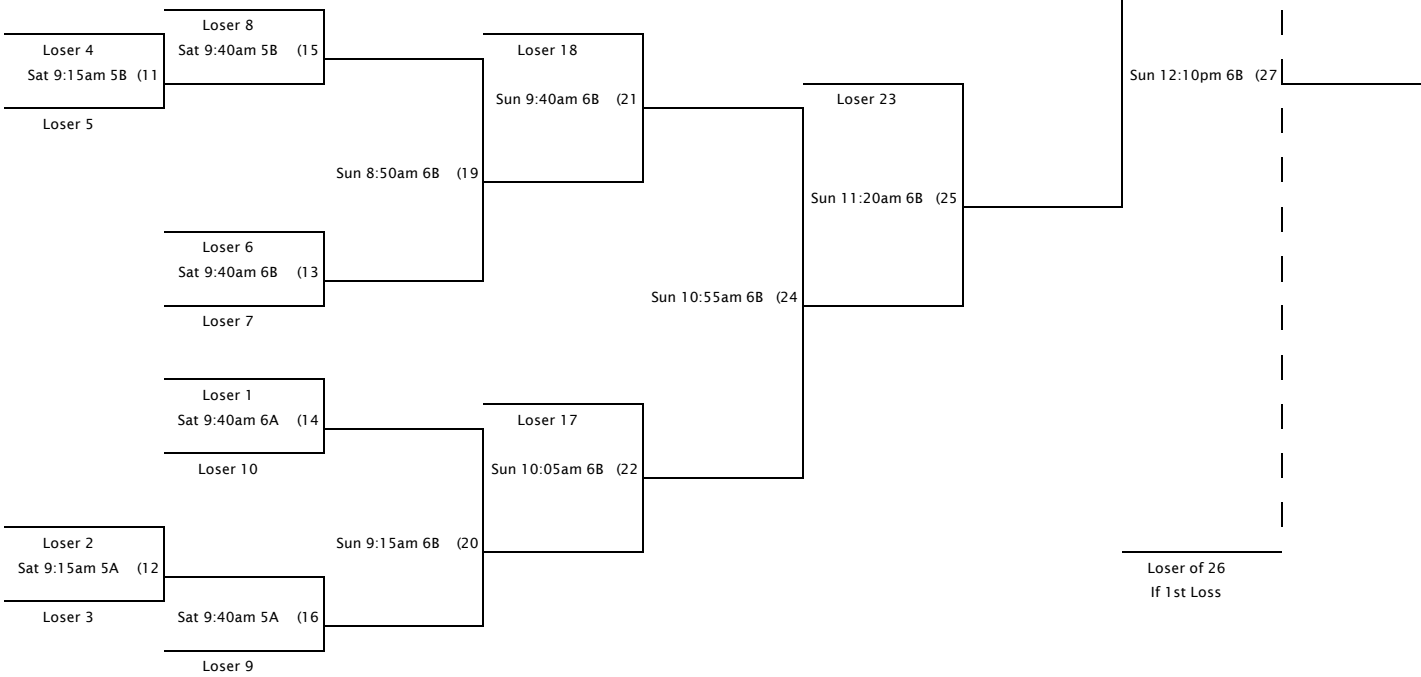 Loser 8
Loser 4
Sat 9:40am 5B (15
Loser 18
Sat 9:15am 5B (11
Sun 12:10pm 6B (27
Sun 9:40am 6B (21
Loser 23
Loser 5
Sun 8:50am 6B (19
Sun 11:20am 6B (25
Loser 6
Sat 9:40am 6B (13
Sun 10:55am 6B (24
Loser 7
Loser 1
Sat 9:40am 6A (14
Loser 17
Loser 10
Sun 10:05am 6B (22
Loser 2
Sun 9:15am 6B (20
Sat 9:15am 5A (12
Loser of 26
If 1st Loss
Loser 3
Sat 9:40am 5A (16
Loser 9